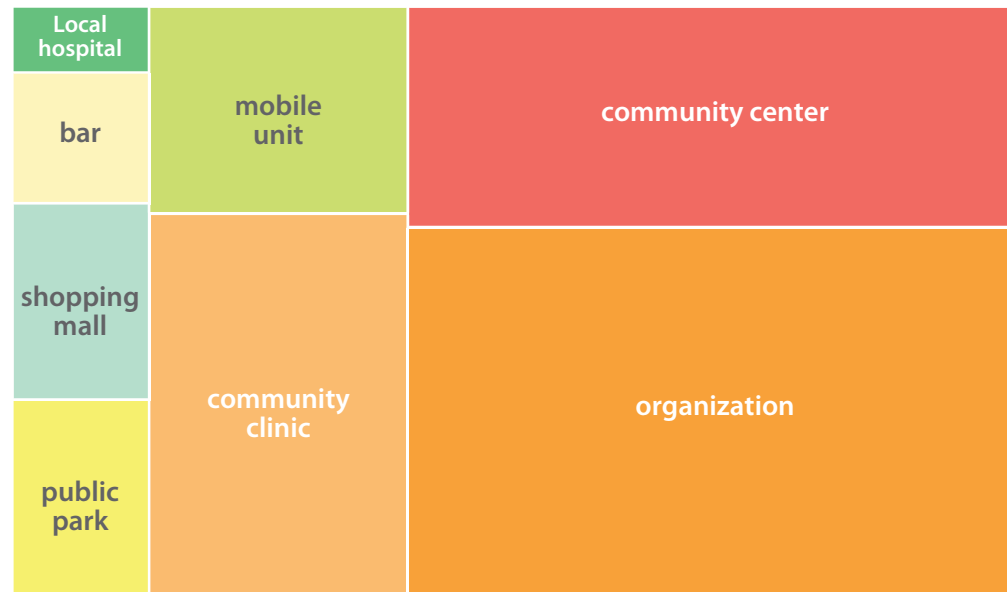 Local
hospital
bar
shopping
mall
public
park
mobile
unit
community
clinic
community center
organization